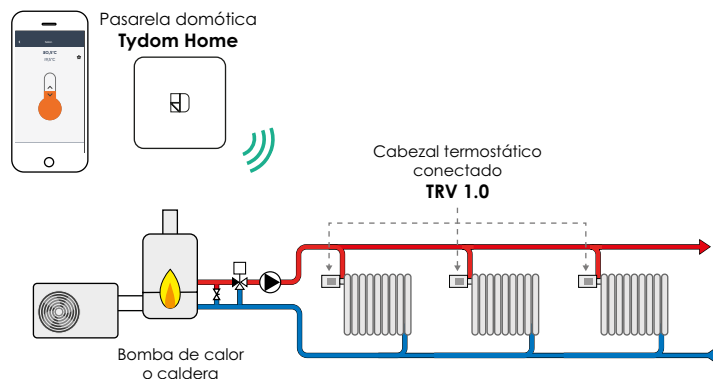 Pasarela domótica
Tydom Home
Cabezal termostático
conectado
TRV 1.0
Bomba de calor
o caldera